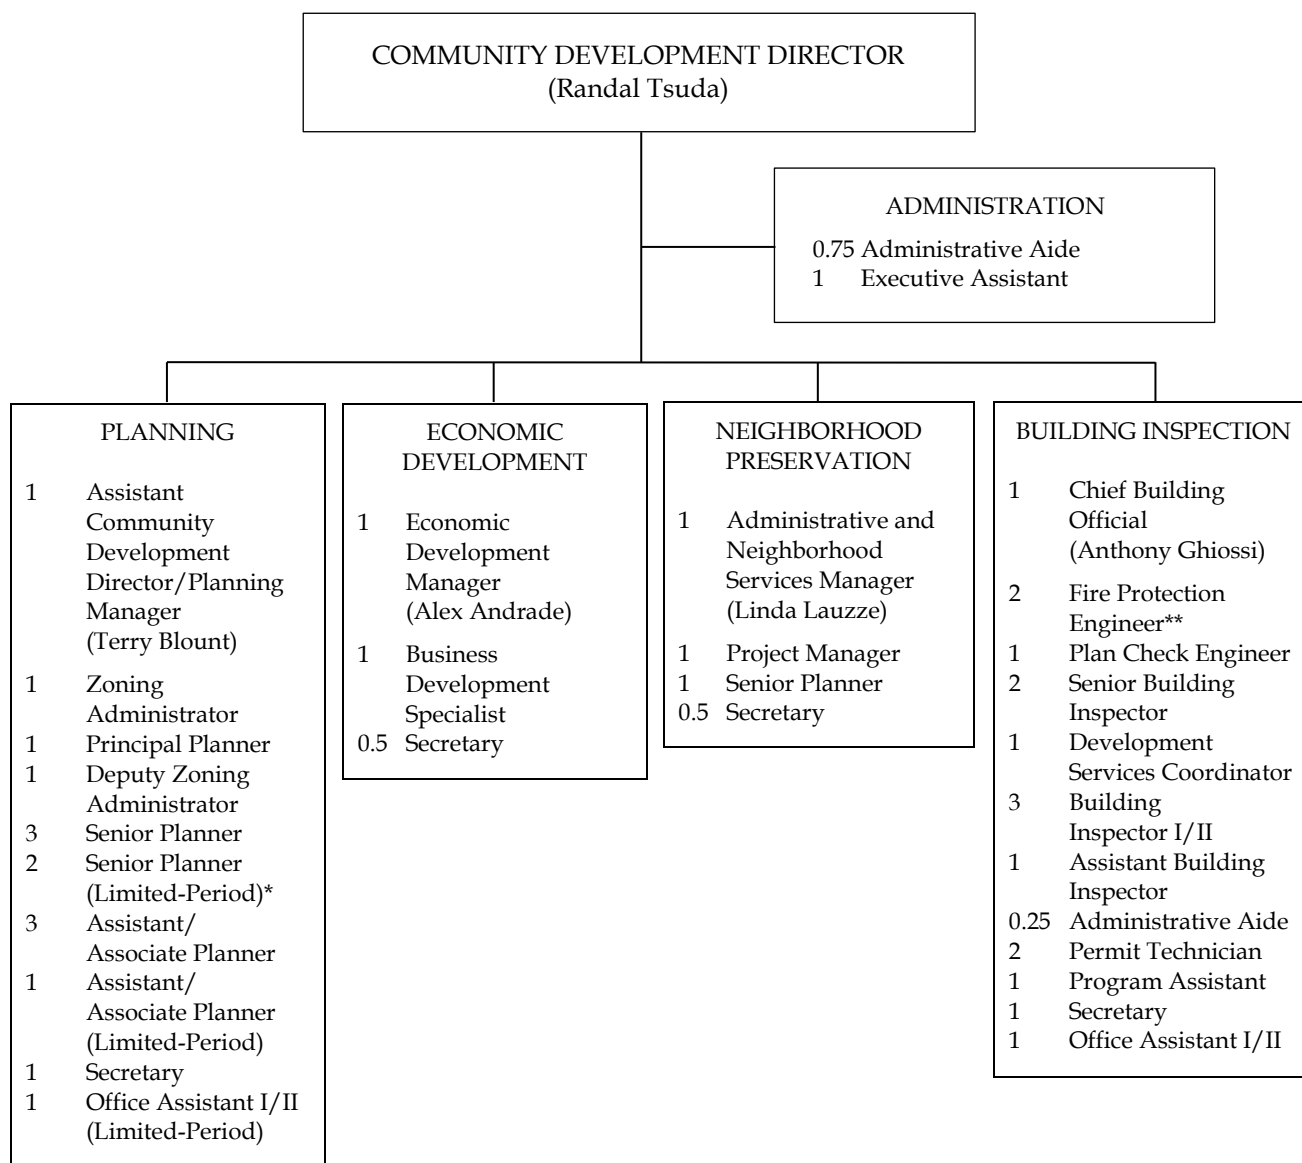 COMMUNITY DEVELOPMENT DIRECTOR
(Randal Tsuda)
ADMINISTRATION
0.75 Administrative Aide
1 Executive Assistant
PLANNING
1 Assistant
Community
Development
Director/Planning
Manager
(Terry Blount)
1 Zoning
Administrator
1 Principal Planner
1 Deputy Zoning
Administrator
3 Senior Planner
2 Senior Planner
(Limited-Period)*
3 Assistant/
Associate Planner
1 Assistant/
Associate Planner
(Limited-Period)
1 Secretary
1 Office Assistant I/II
(Limited-Period)
ECONOMIC
DEVELOPMENT
1 Economic
Development
Manager
(Alex Andrade)
1 Business
Development
Specialist
0.5 Secretary
NEIGHBORHOOD
PRESERVATION
1 Administrative and
Neighborhood
Services Manager
(Linda Lauzze)
1 Project Manager
1 Senior Planner
0.5 Secretary
BUILDING INSPECTION
1 Chief Building
Official
(Anthony Ghiossi)
2 Fire Protection
Engineer**
1 Plan Check Engineer
2 Senior Building
Inspector
1 Development
Services Coordinator
3 Building
Inspector I/II
1 Assistant Building
Inspector
0.25 Administrative Aide
2 Permit Technician
1 Program Assistant
1 Secretary
1 Office Assistant I/II